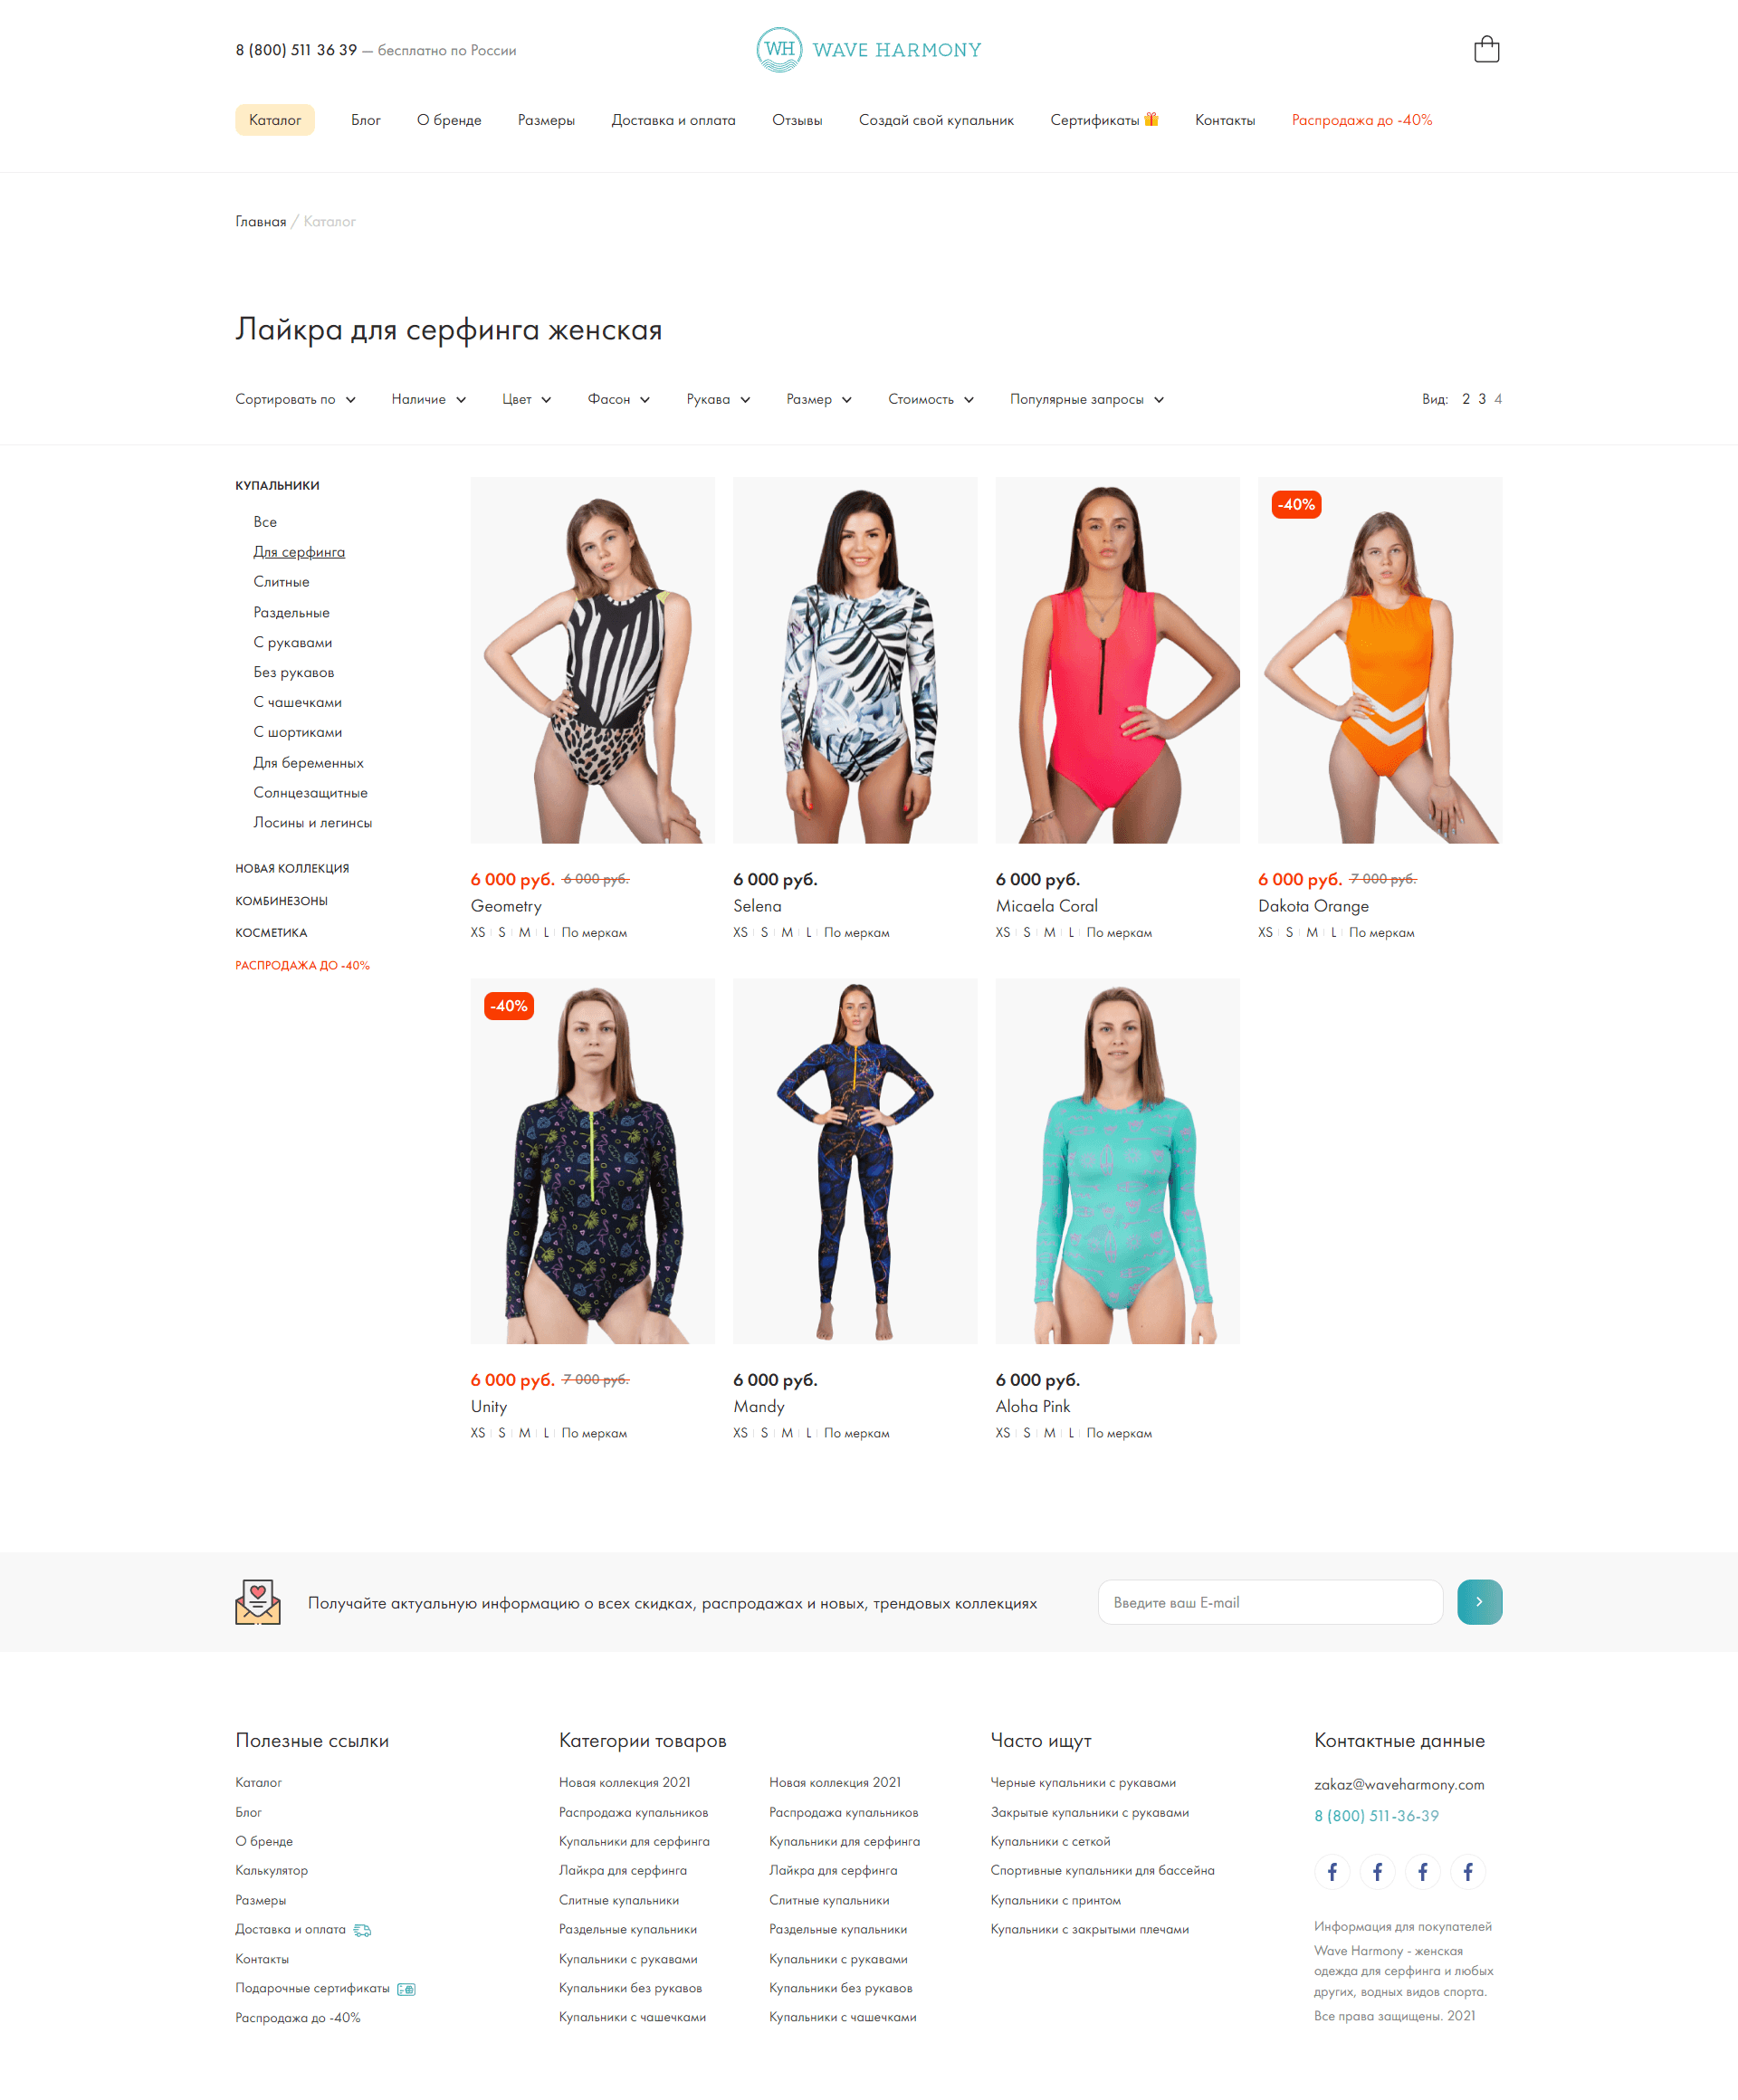 8 (800) 511 36 39 — бесплатно по России
WH WAVE HARMONY
Каталог Блог О бренде Размеры Доставка и оплата Отзывы Создай свой купальник Сертификаты Контакты Распродажа до -40%
Главная / Каталог
Лайкра для серфинга женская
Сортировать по Наличие Цвет Фасон Рукава Размер Стоимость Популярные запросы Вид: 2 3 4
КУПАЛЬНИКИ
Все
Для серфинга
Слитные
Раздельные
С рукавами
Без рукавов
С чашечками
С шортиками
Для беременных
Солнцезащитные
Лосины и легинсы
НОВАЯ КОЛЛЕКЦИЯ
КОМБИНЕЗОНЫ
КОСМЕТИКА
РАСПРОДАЖА ДО -40%
-40%
6 000 руб. 6 000 руб.
Geometry
XS S M L По меркам
6 000 руб.
Selena
XS S M L По меркам
6 000 руб.
Micaela Coral
XS S M L По меркам
6 000 руб. 7 000 руб.
Dakota Orange
XS S M L По меркам
-40%
6 000 руб. 7 000 руб.
Unity
XS S M L По меркам
6 000 руб.
Mandy
XS S M L По меркам
6 000 руб.
Aloha Pink
XS S M L По меркам
Получайте актуальную информацию о всех скидках, распродажах и новых, трендовых коллекциях
Введите ваш E-mail
Полезные ссылки
Каталог
Блог
О бренде
Калькулятор
Размеры
Доставка и оплата
Контакты
Подарочные сертификаты
Распродажа до -40%
Категории товаров
Новая коллекция 2021
Распродажа купальников
Купальники для серфинга
Лайкра для серфинга
Слитные купальники
Раздельные купальники
Купальники с рукавами
Купальники без рукавов
Купальники с чашечками
Новая коллекция 2021
Распродажа купальников
Купальники для серфинга
Лайкра для серфинга
Слитные купальники
Раздельные купальники
Купальники с рукавами
Купальники без рукавов
Купальники с чашечками
Часто ищут
Черные купальники с рукавами
Закрытые купальники с рукавами
Купальники с сеткой
Спортивные купальники для бассейна
Купальники с принтом
Купальники с закрытыми плечами
Контактные данные
zakaz@waveharmony.com
8 (800) 511-36-39
Информация для покупателей
Wave Harmony - женская
одежда для серфинга и любых
других, водных видов спорта.
Все права защищены. 2021